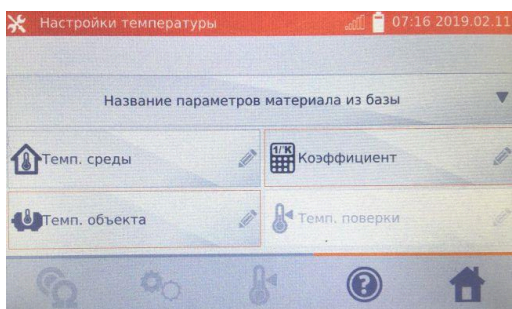 Настройки температуры 07:16 2019.02.11
Название параметров материала из базы
Темп. среды
1/°K Коэффициент
Темп. объекта
Темп. поверки
?